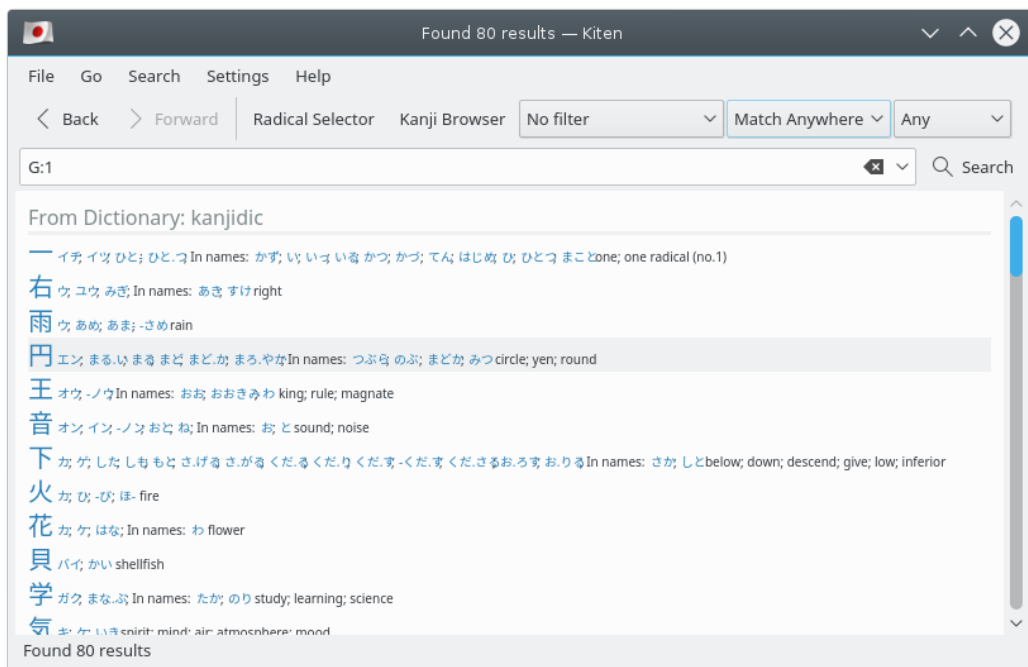 Found 80 results — Kiten
File Go Search Settings Help
Back Forward Radical Selector Kanji Browser No filter Match Anywhere Any
G:1 Search
From Dictionary: kanjidic
一 イチ; イツ; ひと-; ひと.つ; In names: かず; い; いっ; いる; かつ; かづ; てん; はじめ; ひ; ひとつ; まこと one; one radical (no.1)
右 ウ; ユウ; みぎ; In names: あき; すけ right
雨 ウ; あめ; あま-; -さめ rain
円 エン; まる.い; まる; まど; まど.か; まろ.やか In names: つぶら; のぶ; まどか; みつ circle; yen; round
王 オウ; -ノウ In names: おお; おおきみ; わ king; rule; magnate
音 オン; イン; -ノン; おと; ね; In names: お; と sound; noise
下 カ; ゲ; した; しも; もと; さ.げる; さ.がる; くだ.る; くだ.り; くだ.す; -くだ.す; くだ.さる; お.ろす; お.りる In names: さか; しと below; down; descend; give; low; inferior
火 カ; ひ; -び; ほ- fire
花 カ; ケ; はな; In names: わ flower
貝 バイ; かい shellfish
学 ガク; まな.ぶ; In names: たか; のり study; learning; science
気 キ; ケ; いき spirit; mind; air; atmosphere; mood
Found 80 results